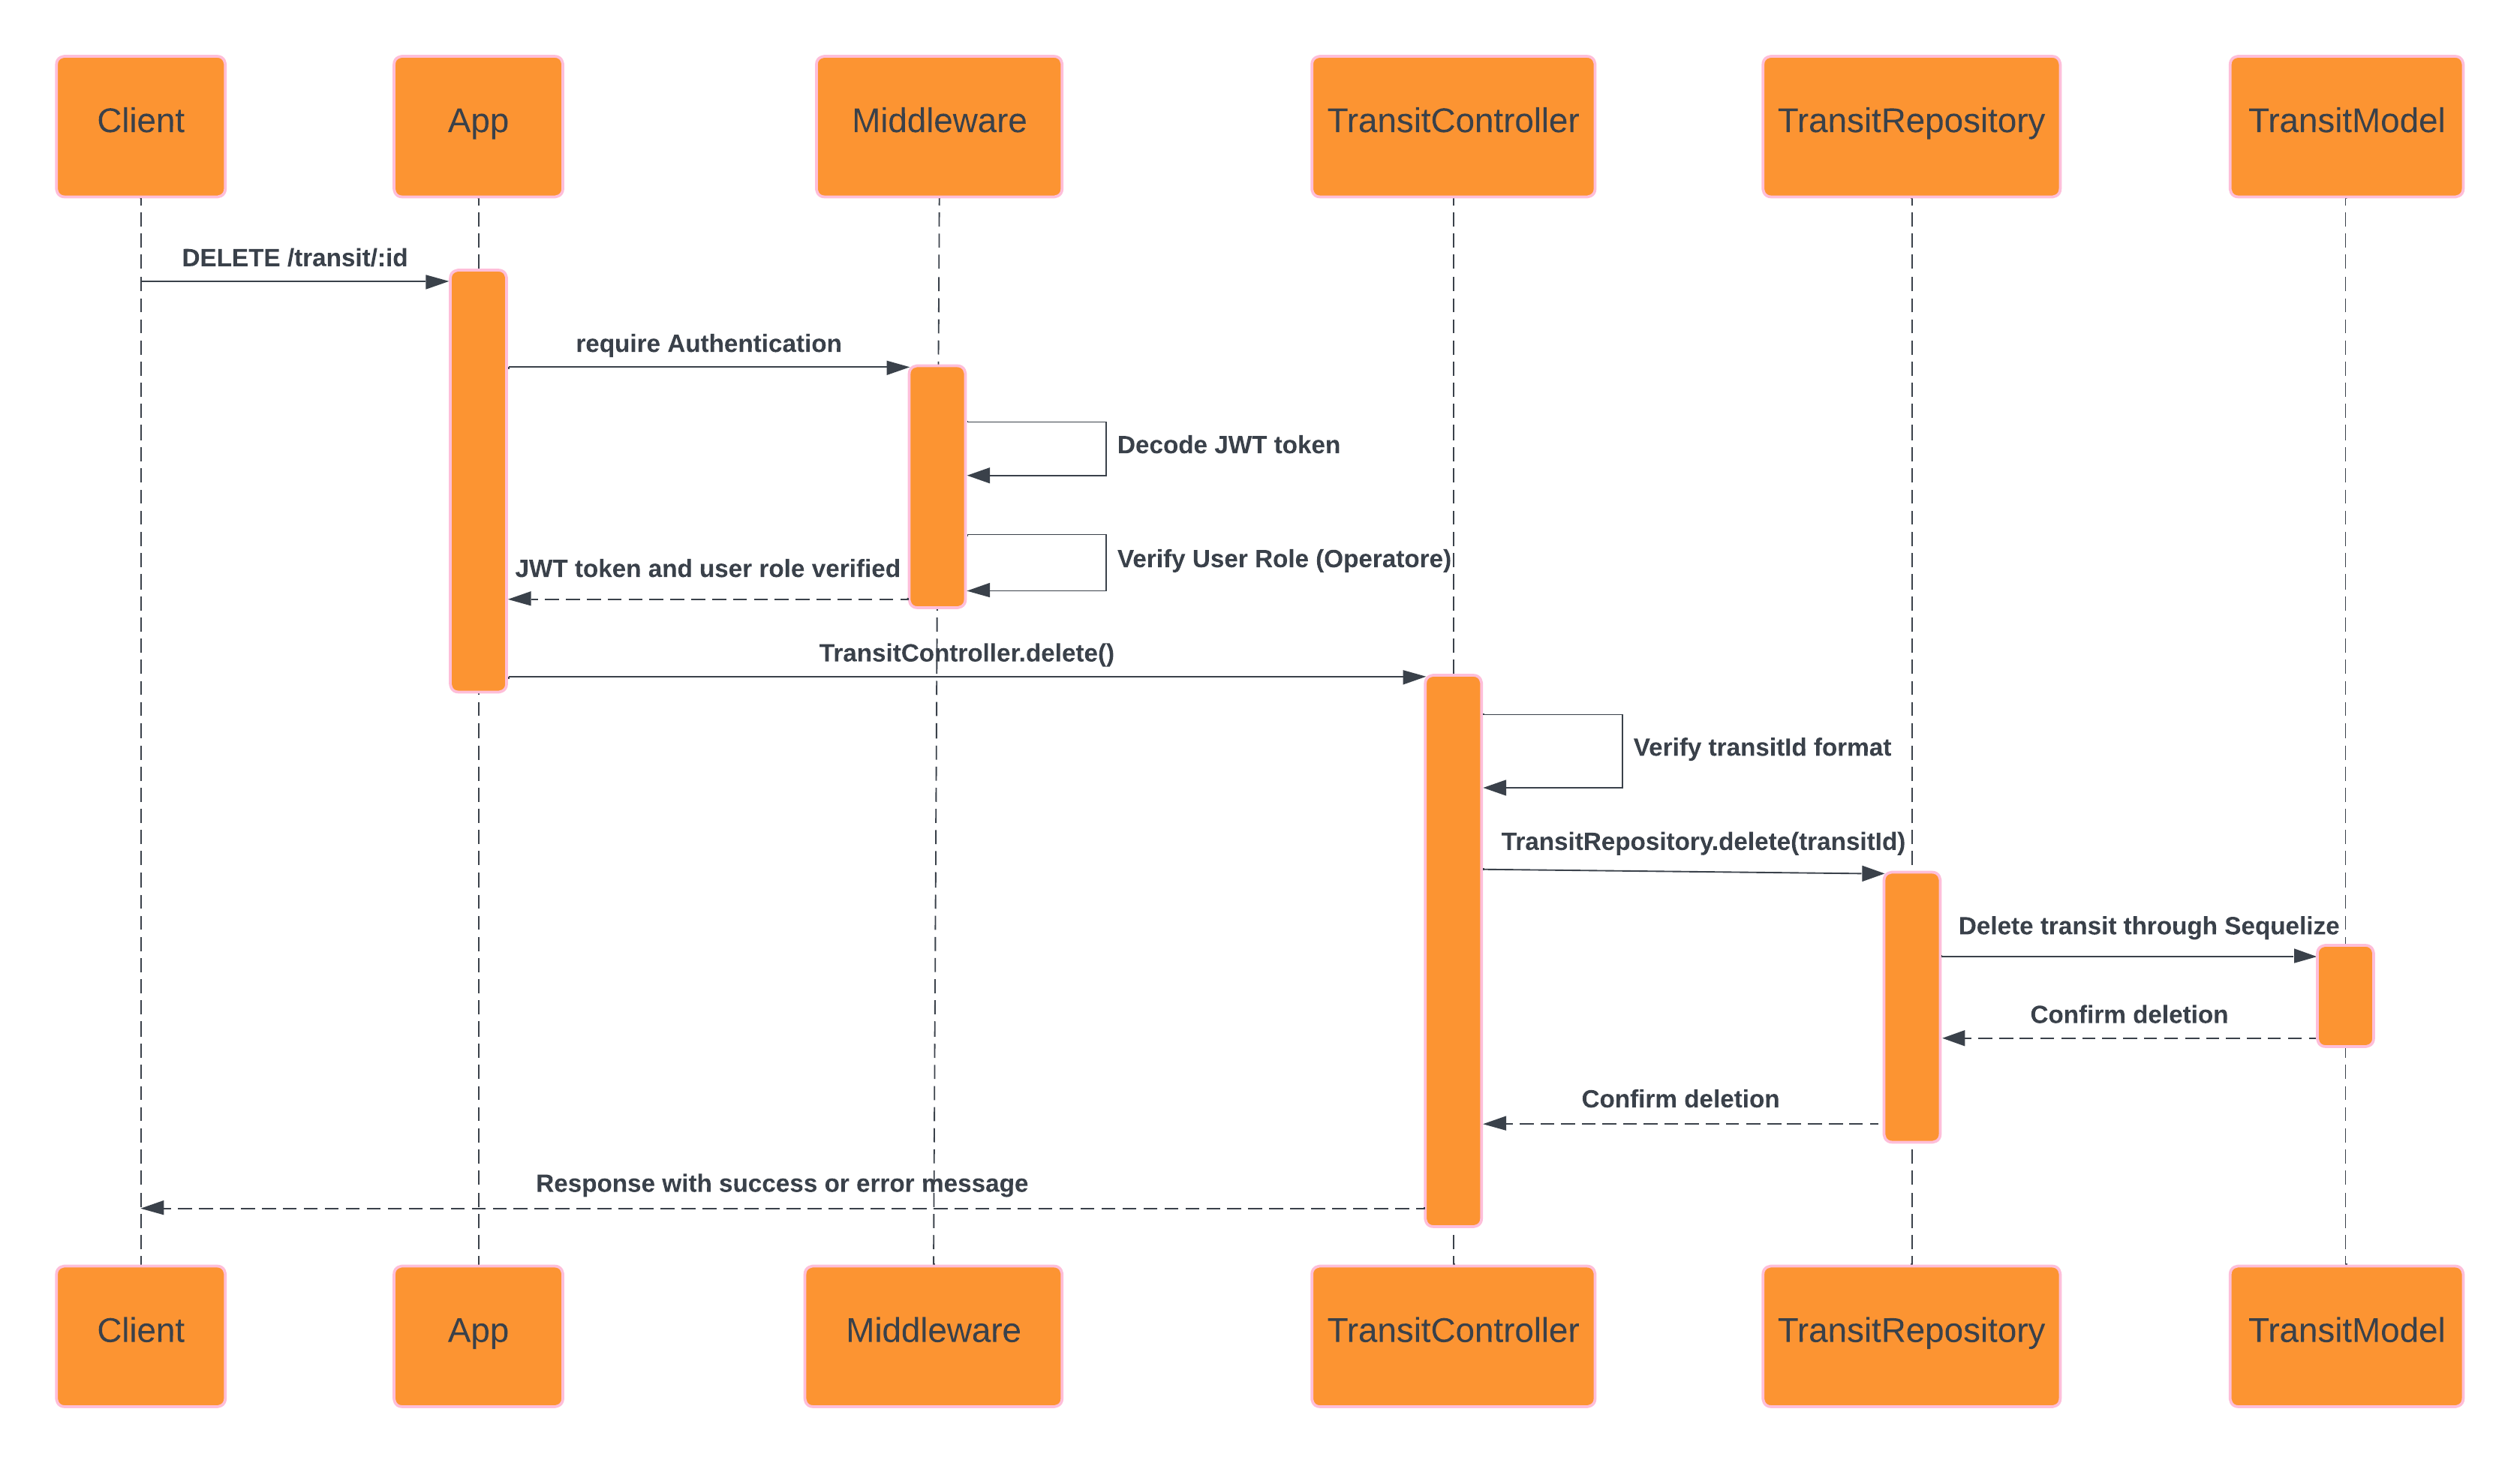 Client
App
Middleware
TransitController
TransitRepository
TransitModel
DELETE /transit/:id
require Authentication
Decode JWT token
Verify User Role (Operatore)
JWT token and user role verified
TransitController.delete()
Verify transitId format
TransitRepository.delete(transitId)
Delete transit through Sequelize
Confirm deletion
Confirm deletion
Response with success or error message
Client
App
Middleware
TransitController
TransitRepository
TransitModel